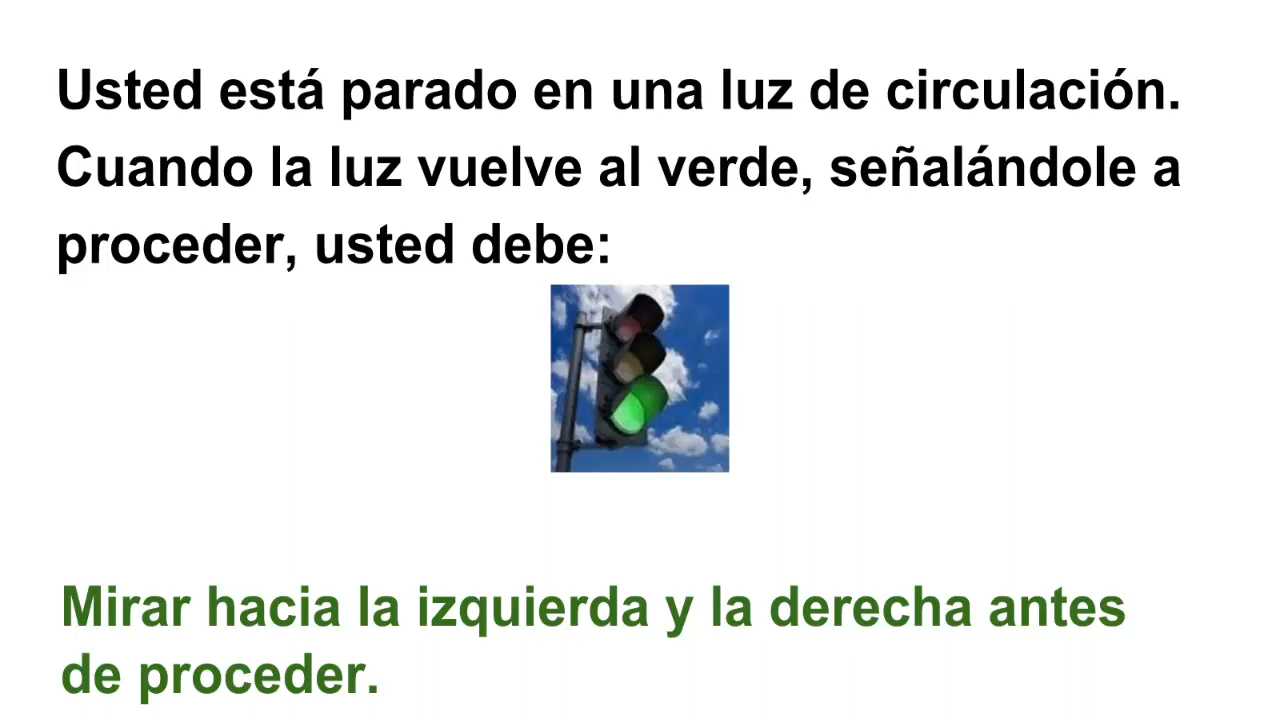 Usted está parado en una luz de circulación.
Cuando la luz vuelve al verde, señalándole a
proceder, usted debe:
Mirar hacia la izquierda y la derecha antes
de proceder.